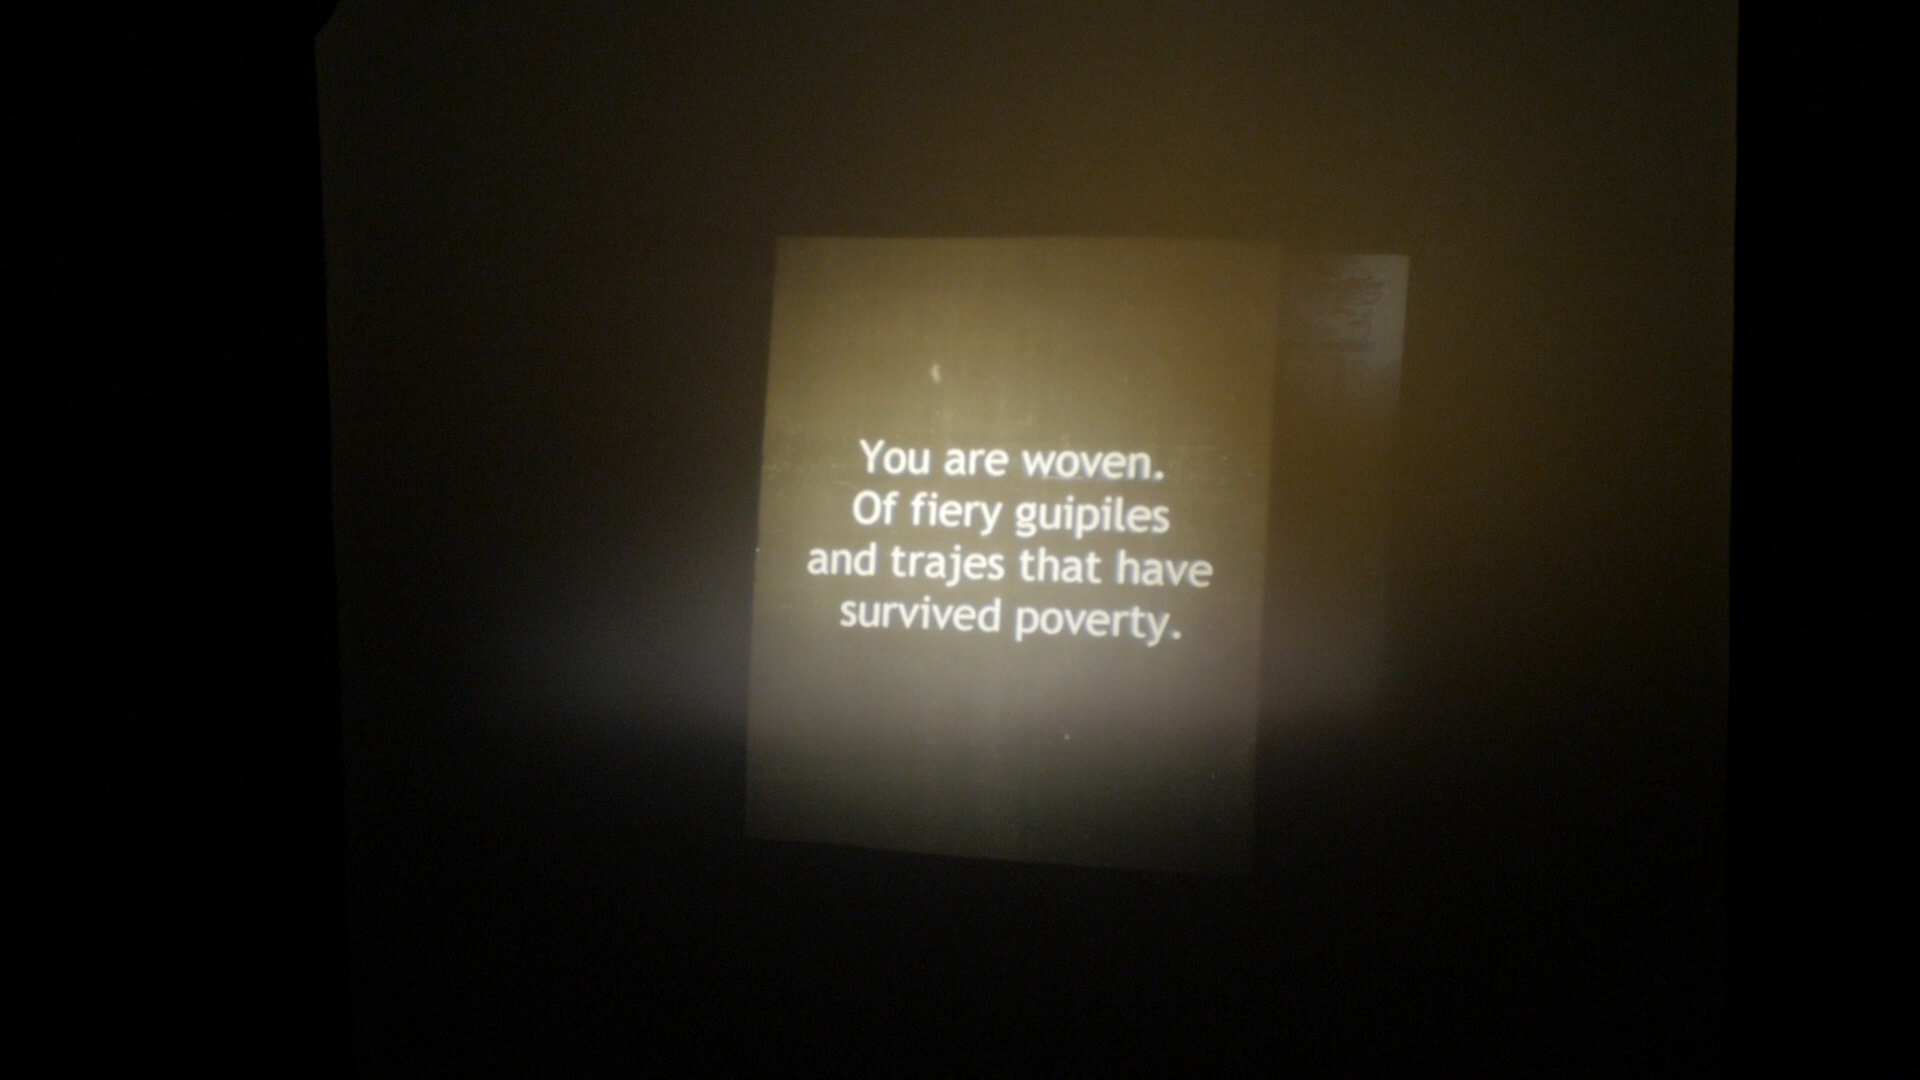 You are woven.
Of fiery guipiles
and trajes that have
survived poverty.